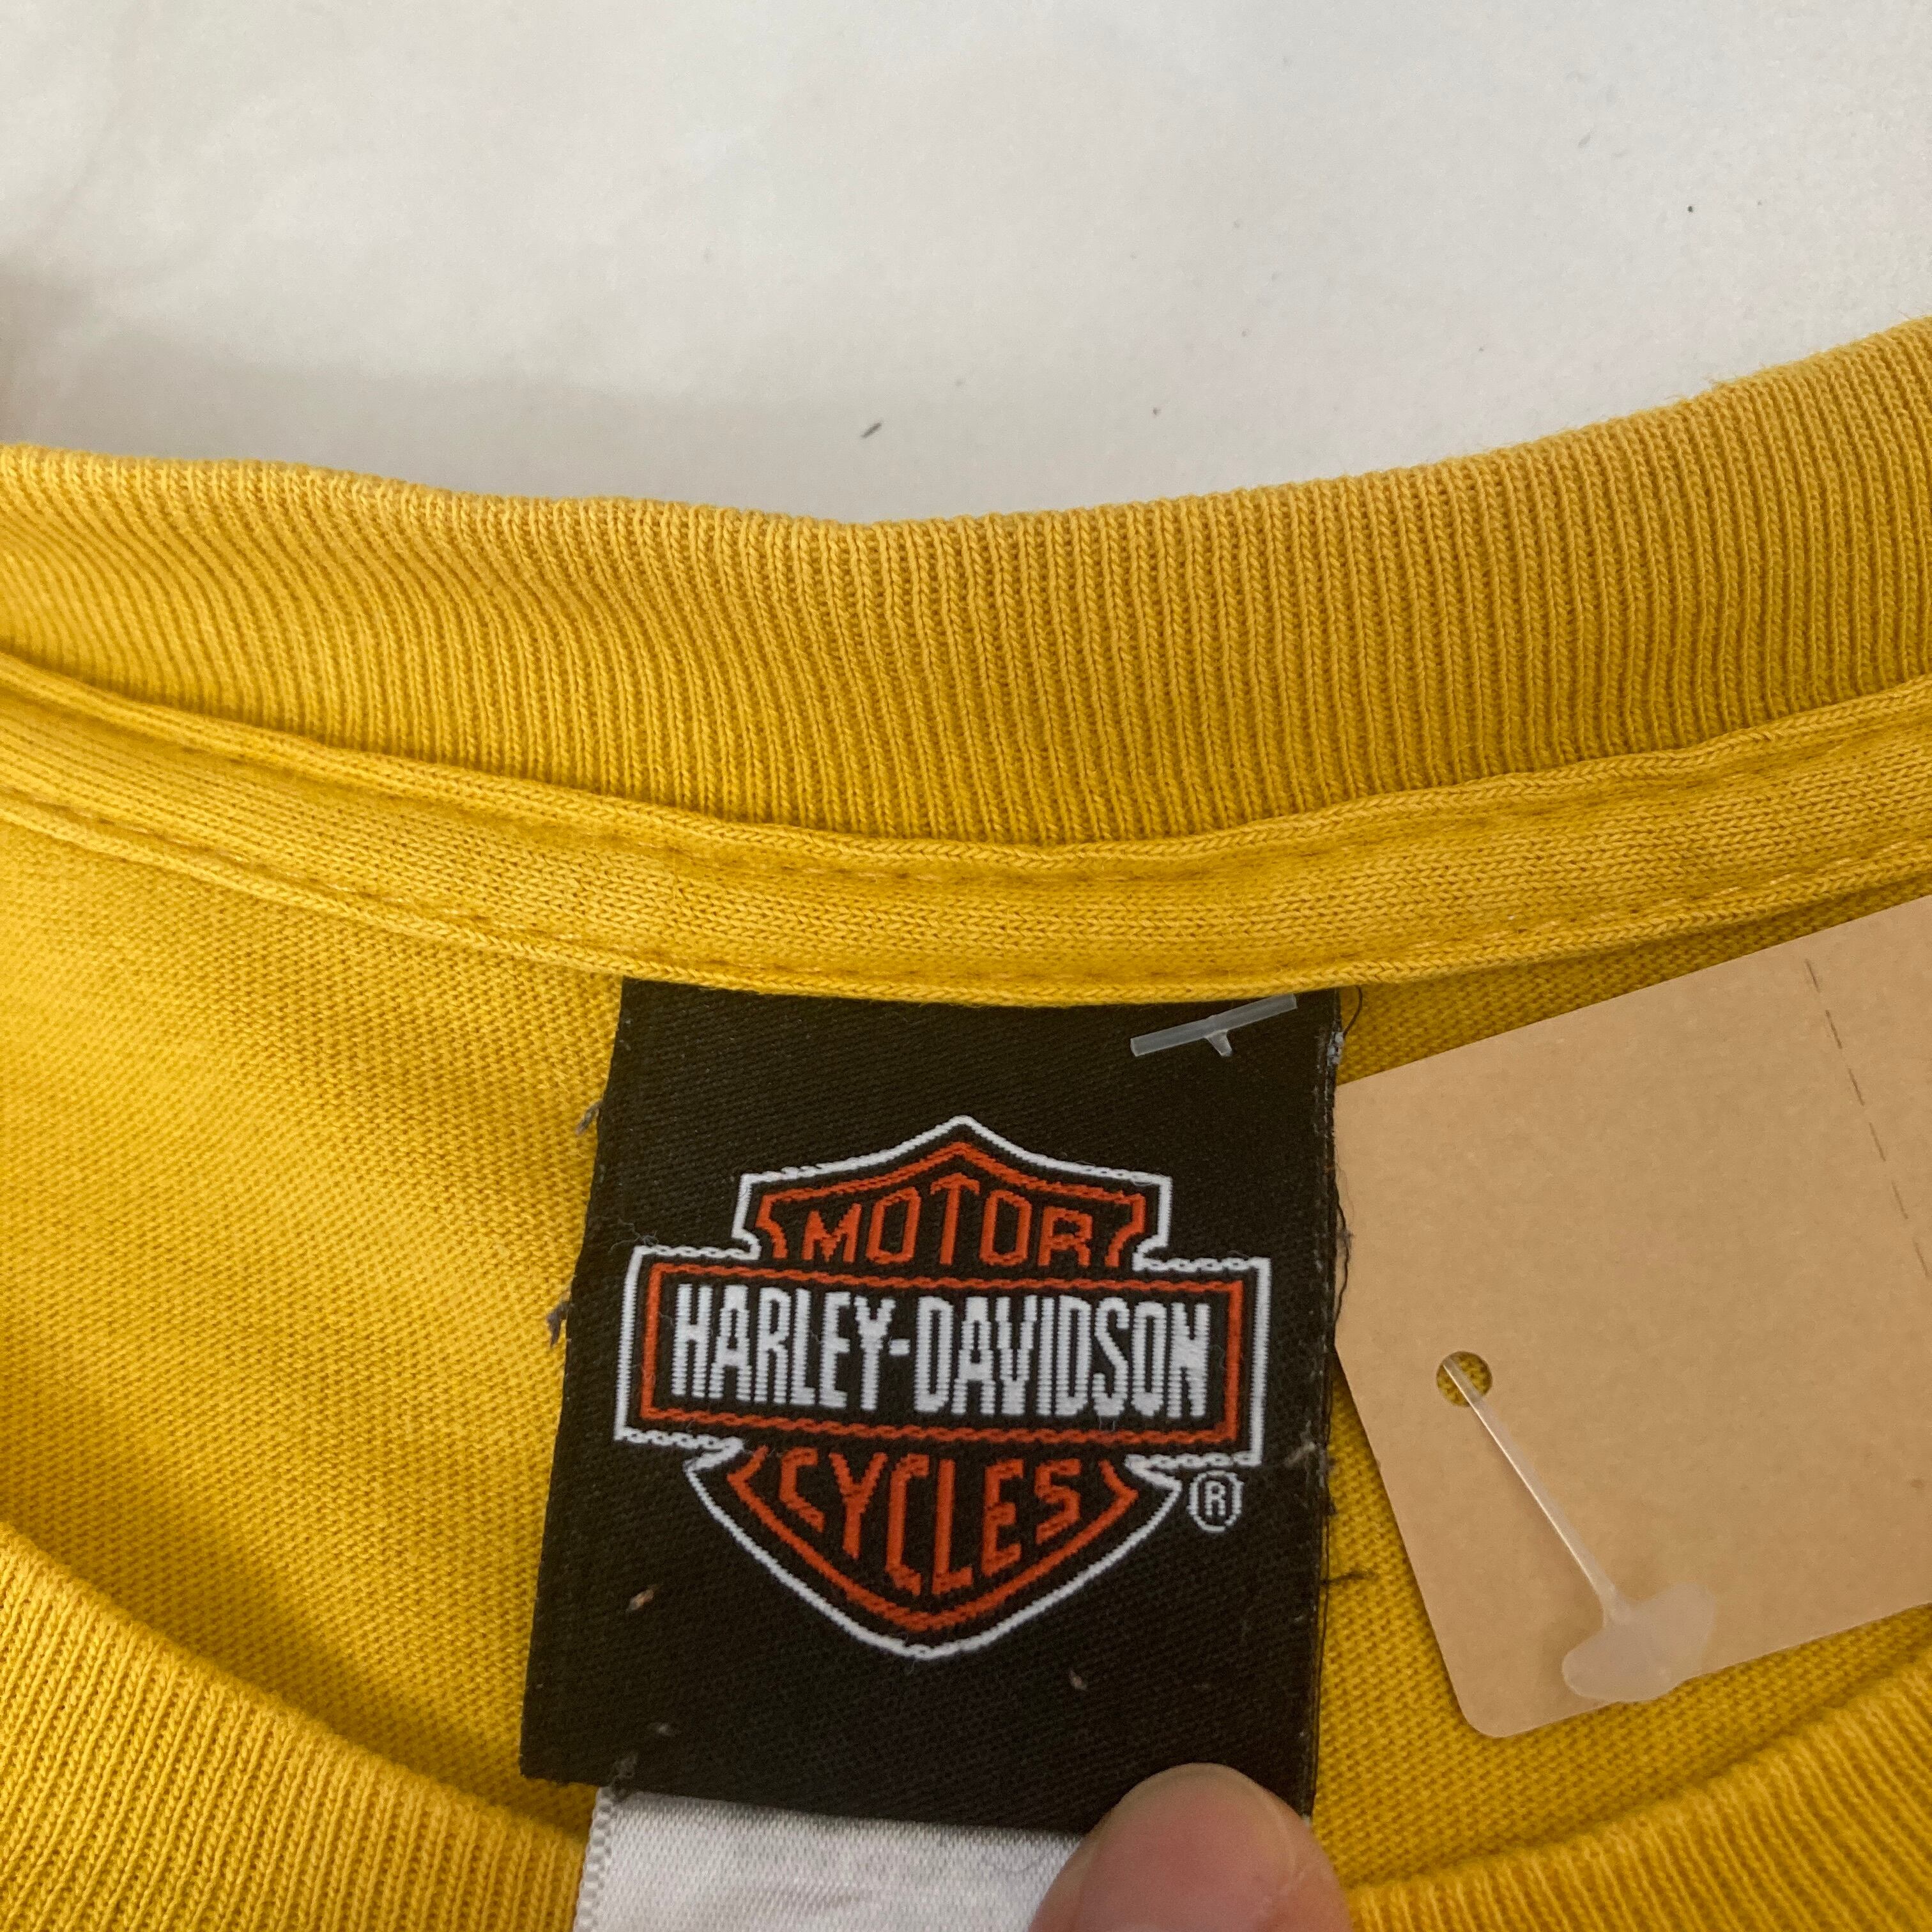 MOTOR
HARLEY-DAVIDSON
CYCLES
®